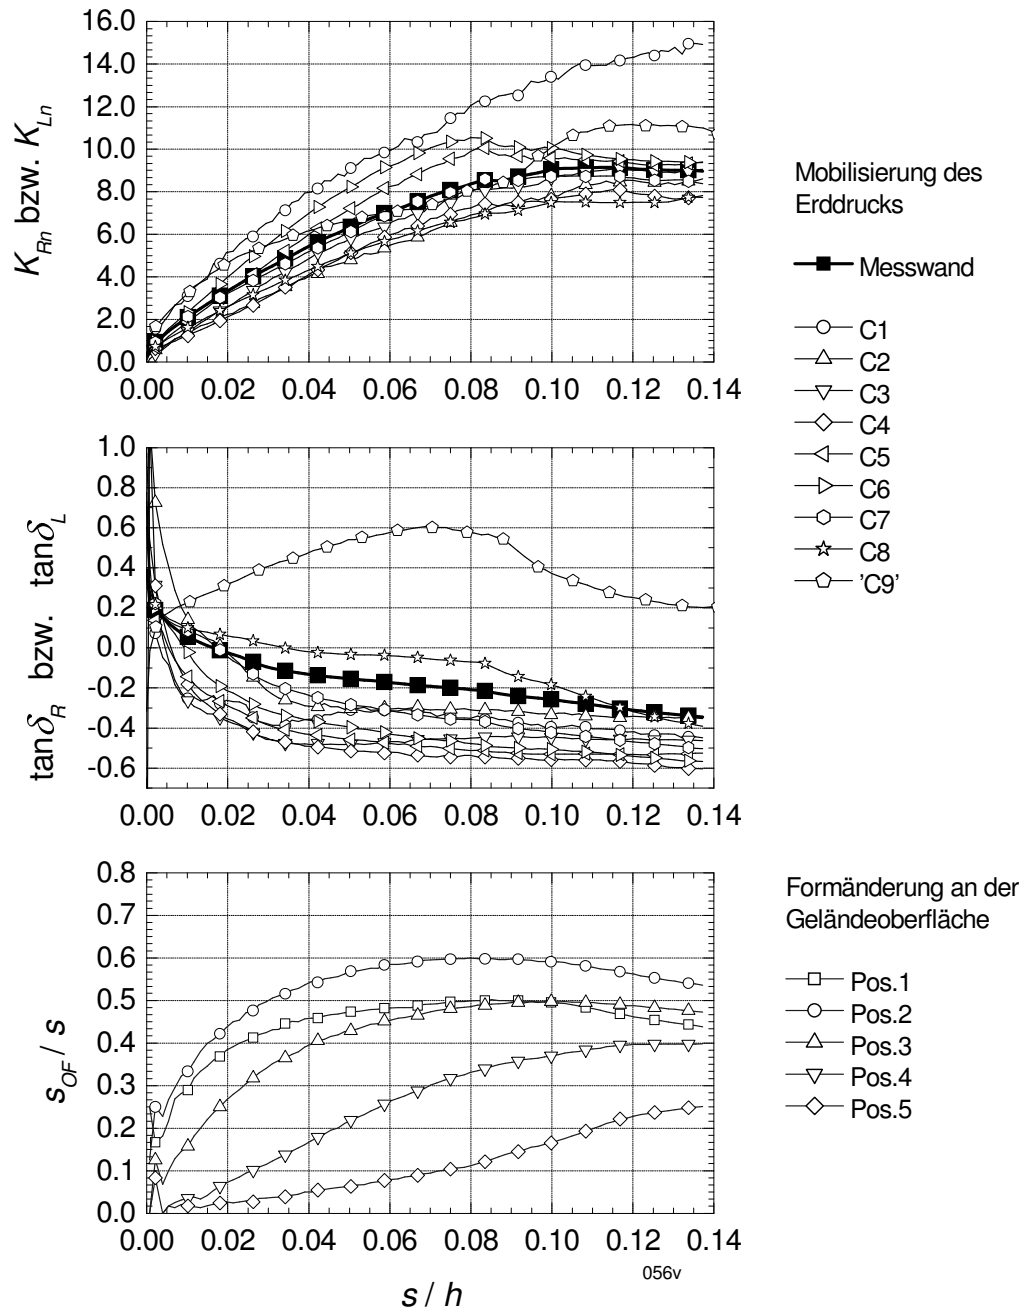 K_Rn bzw. K_Ln
16.0
14.0
12.0
10.0
8.0
6.0
4.0
2.0
0.0
0.00 0.02 0.04 0.06 0.08 0.10 0.12 0.14
Mobilisierung des
Erddrucks
Messwand
C1
C2
C3
C4
C5
C6
C7
C8
'C9'
tanδ_R bzw. tanδ_L
1.0
0.8
0.6
0.4
0.2
0.0
-0.2
-0.4
-0.6
0.00 0.02 0.04 0.06 0.08 0.10 0.12 0.14
s_OF / s
0.8
0.7
0.6
0.5
0.4
0.3
0.2
0.1
0.0
0.00 0.02 0.04 0.06 0.08 0.10 0.12 0.14
Formänderung an der
Geländeoberfläche
Pos.1
Pos.2
Pos.3
Pos.4
Pos.5
056v
s / h